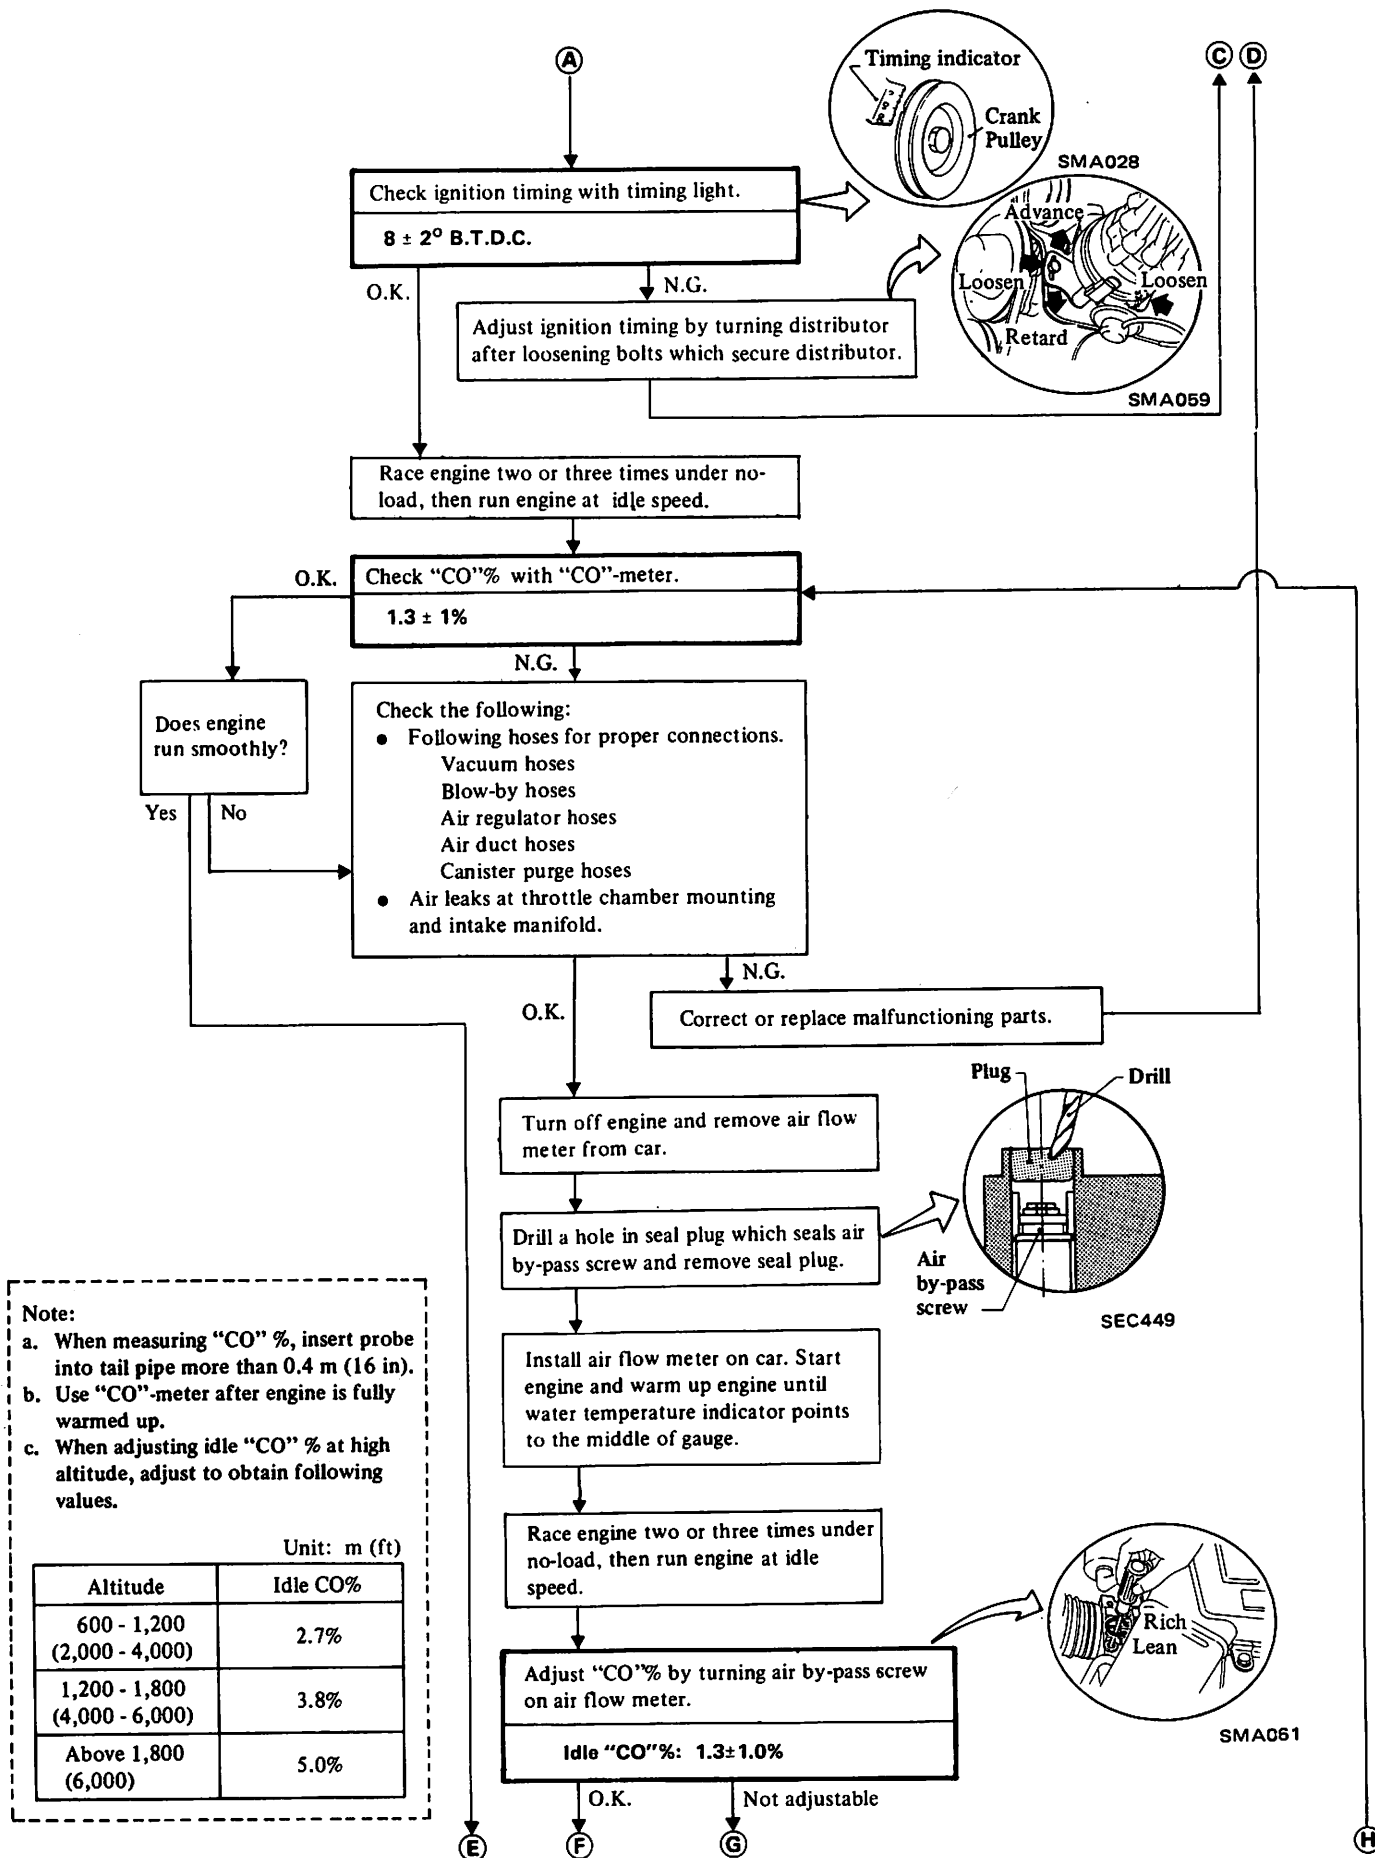 A
Timing indicator
C D
Crank
Pulley
SMA028
Check ignition timing with timing light.
8 ± 2° B.T.D.C.
Advance
Loosen
Loosen
Retard
SMA059
O.K.
N.G.
Adjust ignition timing by turning distributor
after loosening bolts which secure distributor.
Race engine two or three times under no-
load, then run engine at idle speed.
O.K.
Check “CO”% with “CO”-meter.
1.3 ± 1%
N.G.
Does engine
run smoothly?
Yes
No
Check the following:
● Following hoses for proper connections.
Vacuum hoses
Blow-by hoses
Air regulator hoses
Air duct hoses
Canister purge hoses
● Air leaks at throttle chamber mounting
and intake manifold.
N.G.
O.K.
Correct or replace malfunctioning parts.
Turn off engine and remove air flow
meter from car.
Plug
Drill
Drill a hole in seal plug which seals air
by-pass screw and remove seal plug.
Air
by-pass
screw
SEC449
Install air flow meter on car. Start
engine and warm up engine until
water temperature indicator points
to the middle of gauge.
Note:
a. When measuring “CO” %, insert probe
into tail pipe more than 0.4 m (16 in).
b. Use “CO”-meter after engine is fully
warmed up.
c. When adjusting idle “CO” % at high
altitude, adjust to obtain following
values.
Unit: m (ft)
Altitude Idle CO%
600 - 1,200
(2,000 - 4,000) 2.7%
1,200 - 1,800
(4,000 - 6,000) 3.8%
Above 1,800
(6,000) 5.0%
Race engine two or three times under
no-load, then run engine at idle
speed.
Rich
Lean
SMA061
Adjust “CO”% by turning air by-pass screw
on air flow meter.
Idle “CO”%: 1.3±1.0%
O.K.
Not adjustable
E F G H